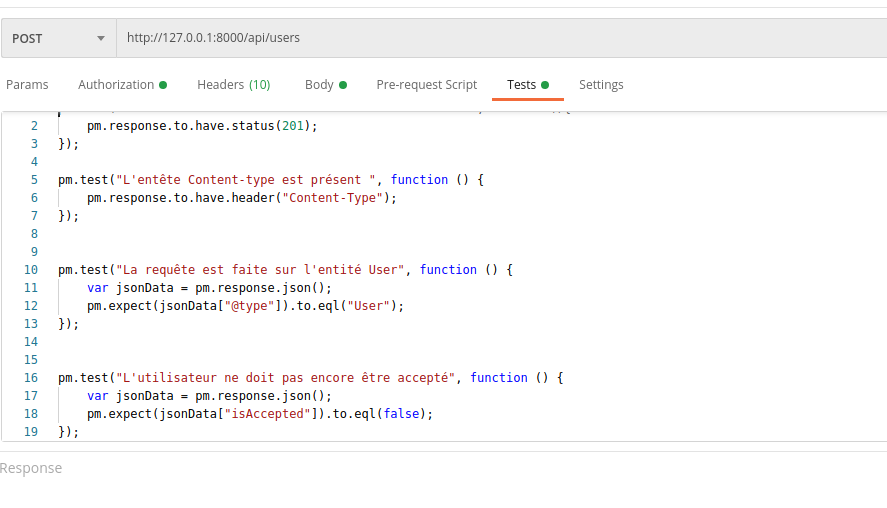 POST http://127.0.0.1:8000/api/users
Params Authorization Headers (10) Body Pre-request Script Tests Settings
2 pm.response.to.have.status(201);
3 });
4
5 pm.test("L'entête Content-type est présent ", function () {
6 pm.response.to.have.header("Content-Type");
7 });
8
9
10 pm.test("La requête est faite sur l'entité User", function () {
11 var jsonData = pm.response.json();
12 pm.expect(jsonData["@type"]).to.eql("User");
13 });
14
15
16 pm.test("L'utilisateur ne doit pas encore être accepté", function () {
17 var jsonData = pm.response.json();
18 pm.expect(jsonData["isAccepted"]).to.eql(false);
19 });
Response